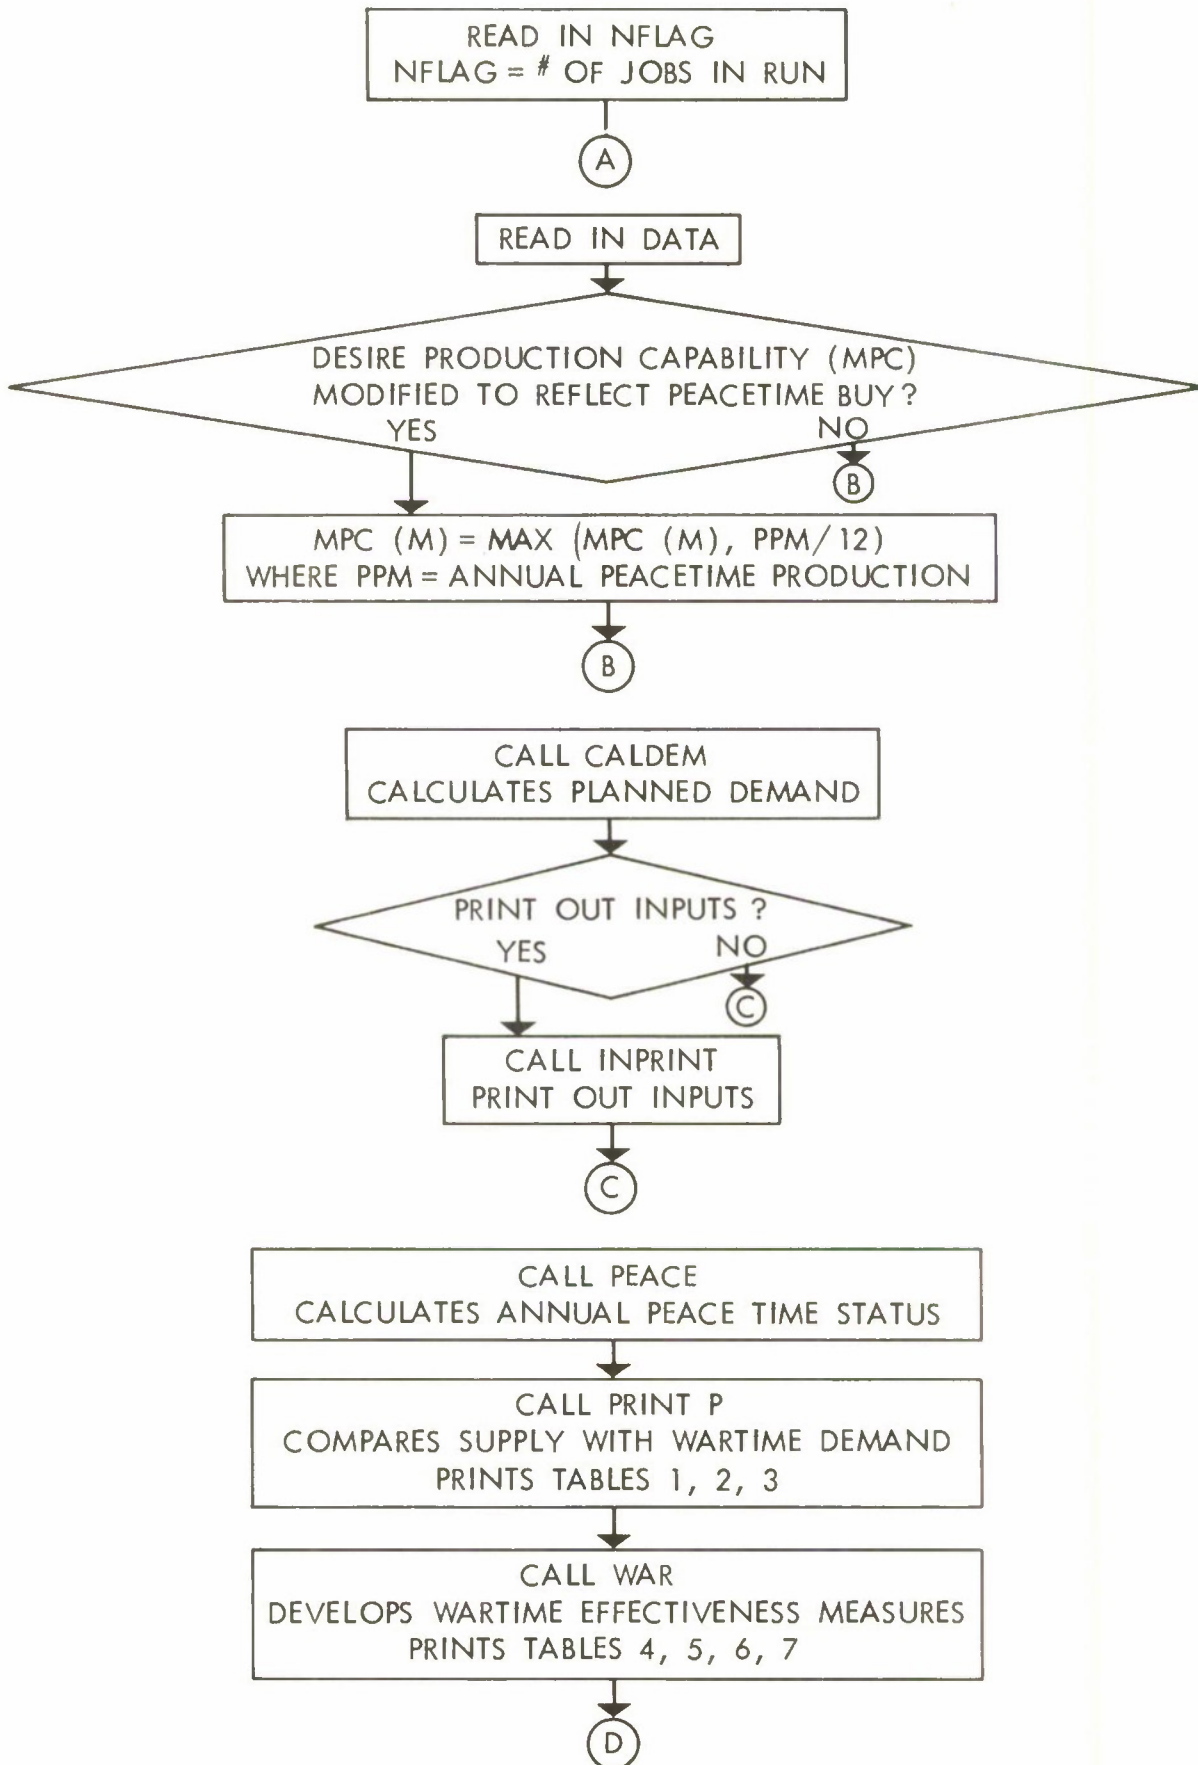 READ IN NFLAG
NFLAG = # OF JOBS IN RUN
A
READ IN DATA
DESIRE PRODUCTION CAPABILITY (MPC)
MODIFIED TO REFLECT PEACETIME BUY?
YES NO
B
MPC (M) = MAX (MPC (M), PPM/12)
WHERE PPM = ANNUAL PEACETIME PRODUCTION
B
CALL CALDEM
CALCULATES PLANNED DEMAND
PRINT OUT INPUTS ?
YES NO
C
CALL INPRINT
PRINT OUT INPUTS
C
CALL PEACE
CALCULATES ANNUAL PEACE TIME STATUS
CALL PRINT P
COMPARES SUPPLY WITH WARTIME DEMAND
PRINTS TABLES 1, 2, 3
CALL WAR
DEVELOPS WARTIME EFFECTIVENESS MEASURES
PRINTS TABLES 4, 5, 6, 7
D